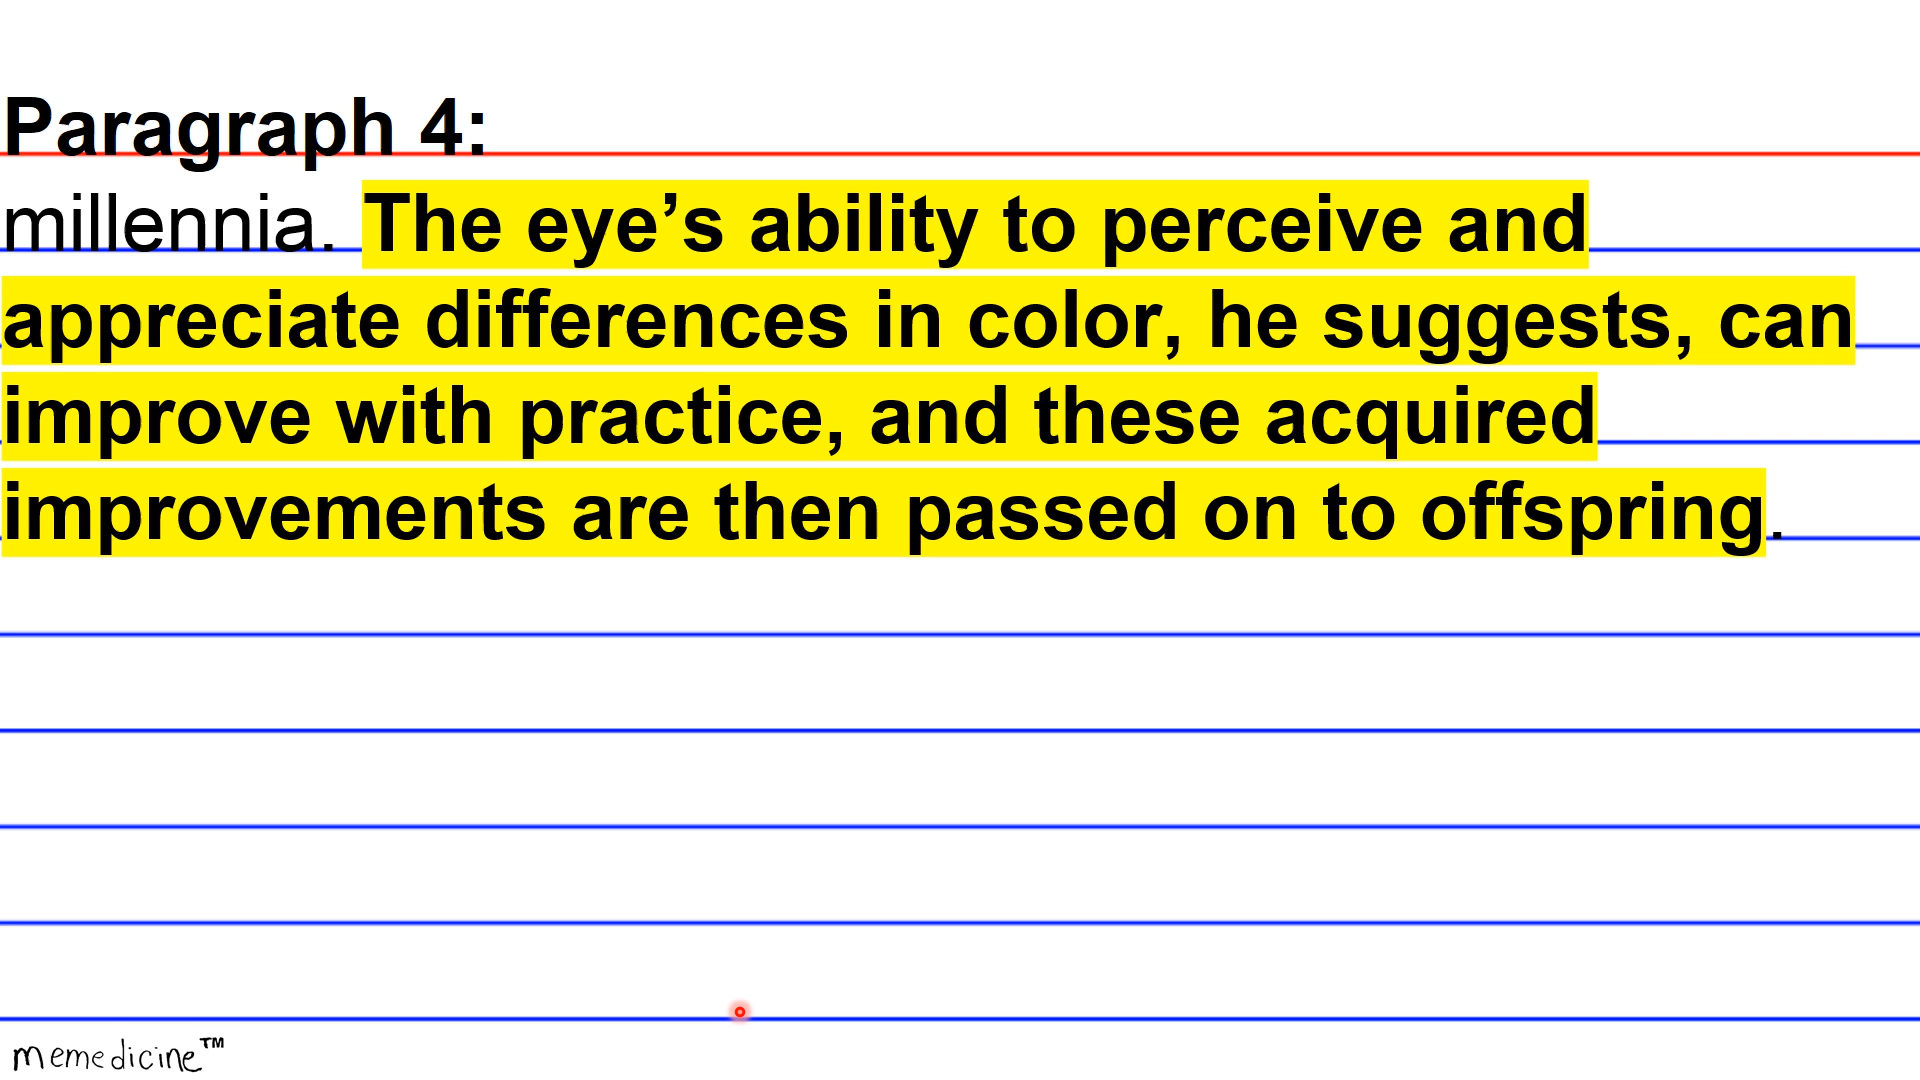 Paragraph 4:
millennia. The eye’s ability to perceive and
appreciate differences in color, he suggests, can
improve with practice, and these acquired
improvements are then passed on to offspring.
memedicine™